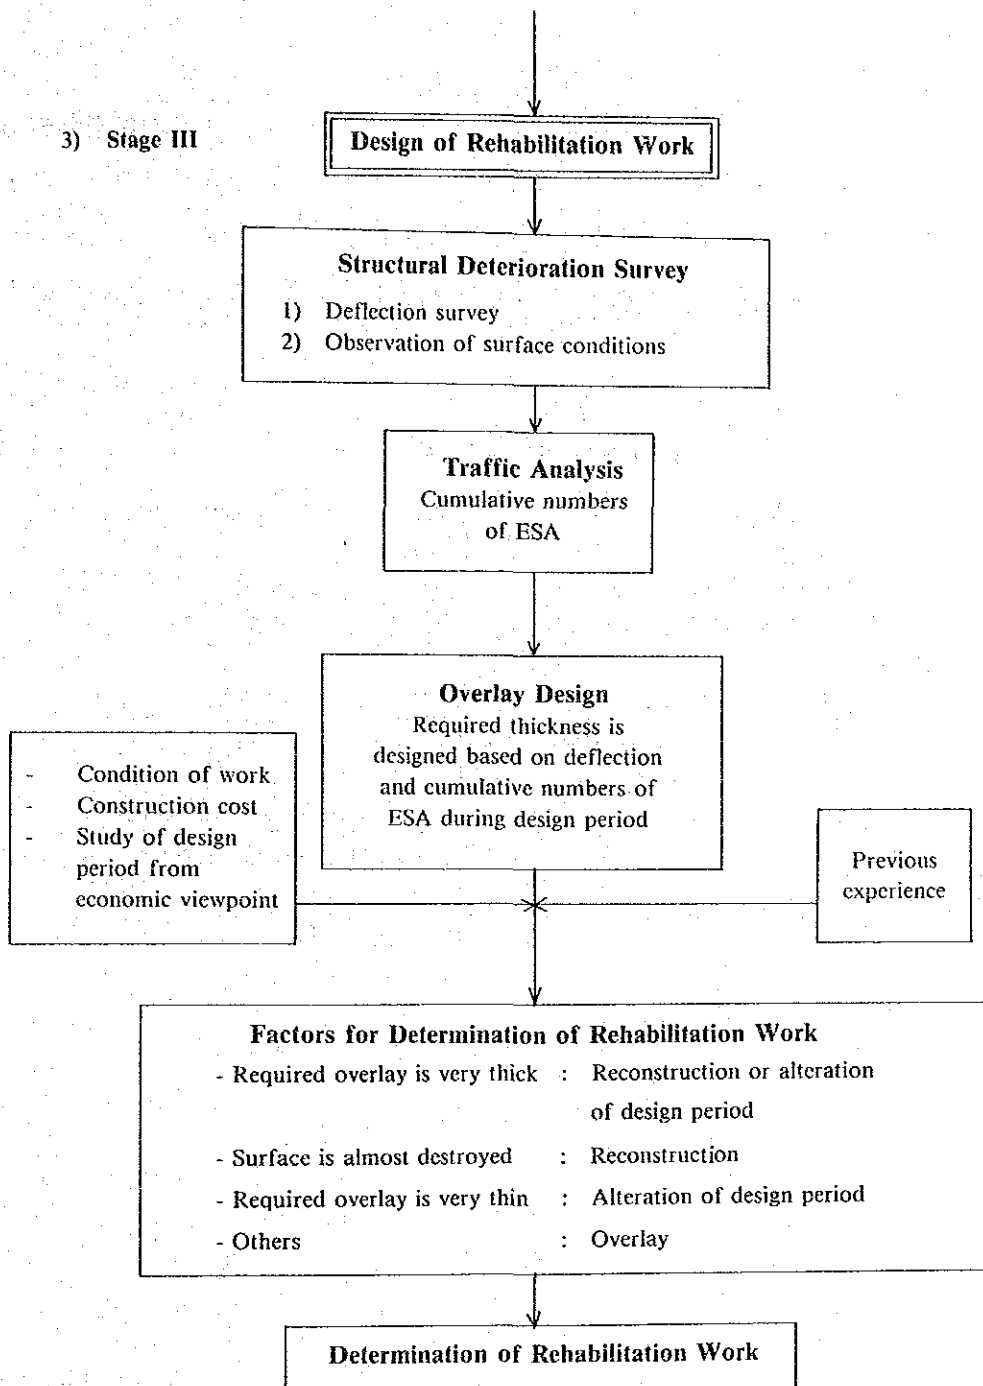 3) Stage III
Design of Rehabilitation Work
Structural Deterioration Survey
1) Deflection survey
2) Observation of surface conditions
Traffic Analysis
Cumulative numbers
of ESA
Overlay Design
Required thickness is
designed based on deflection
and cumulative numbers of
ESA during design period
- Condition of work
- Construction cost
- Study of design
period from
economic viewpoint
Previous
experience
Factors for Determination of Rehabilitation Work
- Required overlay is very thick : Reconstruction or alteration
of design period
- Surface is almost destroyed : Reconstruction
- Required overlay is very thin : Alteration of design period
- Others : Overlay
Determination of Rehabilitation Work